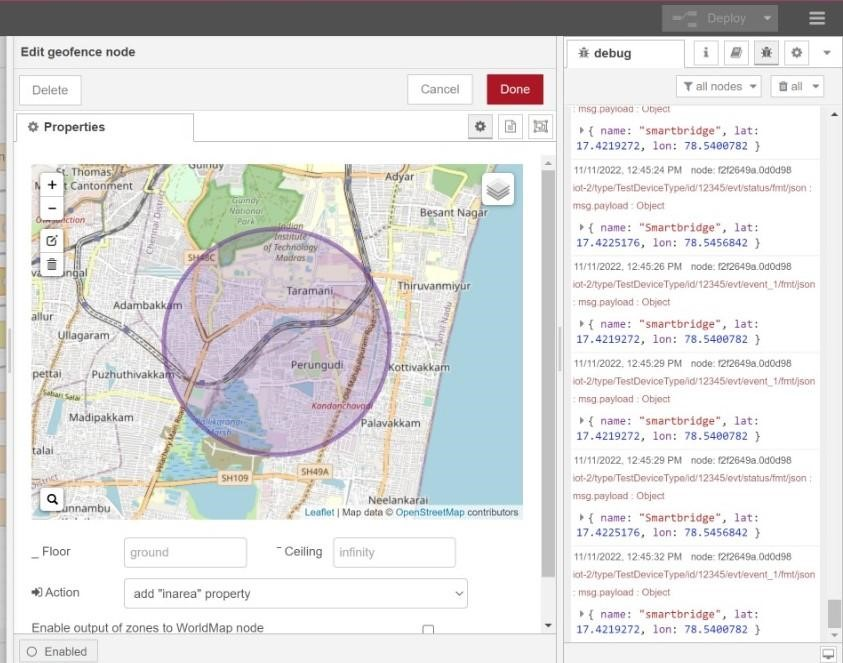 Deploy
Edit geofence node
Delete
Cancel
Done
Properties
Guindy
St. Thomas
Mount Cantonment
Adyar
Guindy
National
Park
Besant Nagar
Indian
Institute
of Technology
Madras
Chennai District
SH48C
Taramani
Thiruvanmiyur
Adambakkam
Ullagaram
Perungudi
Kottivakkam
Puzhuthivakkam
Kandanchavadi
Madipakkam
Pallikaranai
Marsh
Palavakkam
Velachery Main Road
SH109
SH49A
Neelankarai
Leaflet | Map data © OpenStreetMap contributors
_ Floor
ground
Ceiling
infinity
Action
add "inarea" property
Enable output of zones to WorldMap node
Enabled
debug
all nodes
all
: msg.payload : Object
{ name: "smartbridge", lat:
17.4219272, lon: 78.5400782 }
11/11/2022, 12:45:24 PM node: f2f2649a.0d0d98
iot-2/type/TestDeviceType/id/12345/evt/status/fmt/json :
msg.payload : Object
{ name: "Smartbridge", lat:
17.4225176, lon: 78.5456842 }
11/11/2022, 12:45:26 PM node: f2f2649a.0d0d98
iot-2/type/TestDeviceType/id/12345/evt/event_1/fmt/json
: msg.payload : Object
{ name: "smartbridge", lat:
17.4219272, lon: 78.5400782 }
11/11/2022, 12:45:29 PM node: f2f2649a.0d0d98
iot-2/type/TestDeviceType/id/12345/evt/event_1/fmt/json
: msg.payload : Object
{ name: "smartbridge", lat:
17.4219272, lon: 78.5400782 }
11/11/2022, 12:45:29 PM node: f2f2649a.0d0d98
iot-2/type/TestDeviceType/id/12345/evt/status/fmt/json :
msg.payload : Object
{ name: "Smartbridge", lat:
17.4225176, lon: 78.5456842 }
11/11/2022, 12:45:32 PM node: f2f2649a.0d0d98
iot-2/type/TestDeviceType/id/12345/evt/event_1/fmt/json
: msg.payload : Object
{ name: "smartbridge", lat:
17.4219272, lon: 78.5400782 }